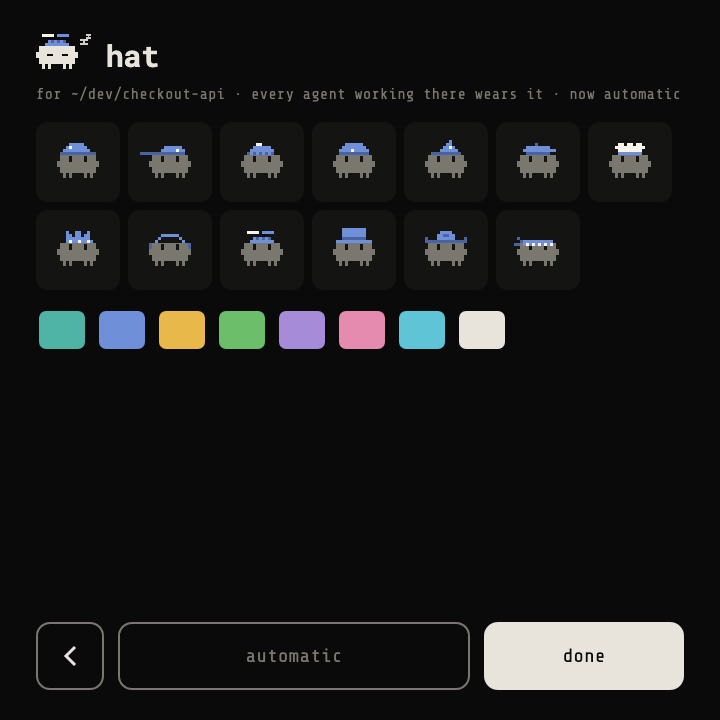 hat
for ~/dev/checkout-api · every agent working there wears it · now automatic
automatic
done